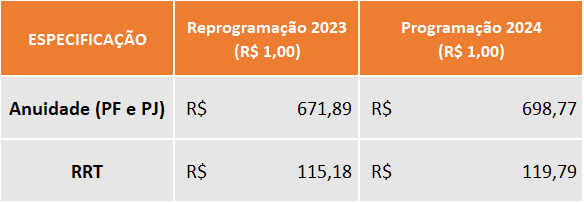 ESPECIFICAÇÃO Reprogramação 2023 (R$ 1,00) Programação 2024 (R$ 1,00)
Anuidade (PF e PJ) R$ 671,89 R$ 698,77
RRT R$ 115,18 R$ 119,79